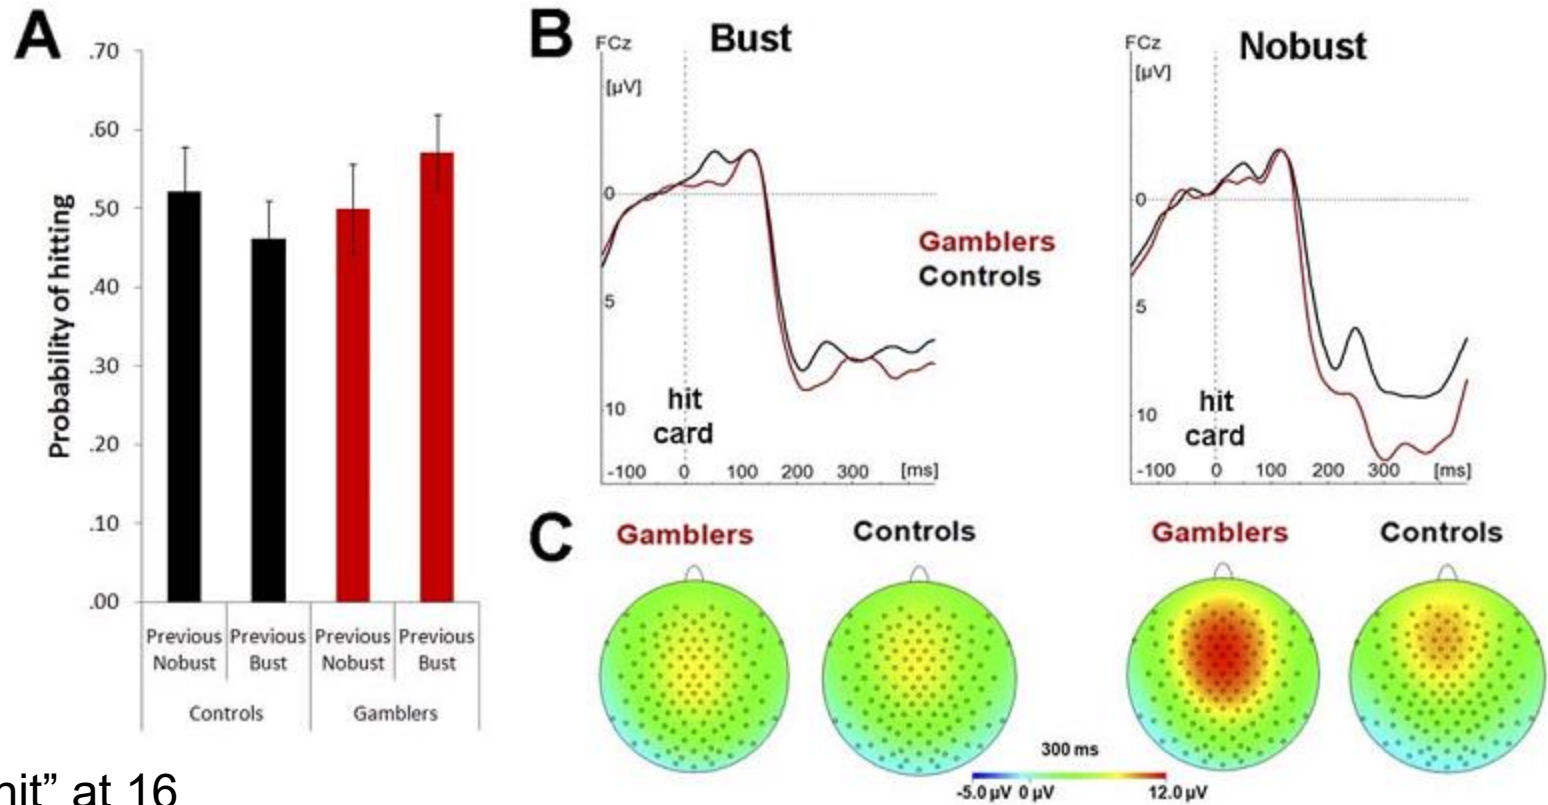 A
.70
.60
.50
.40
.30
.20
.10
.00
Probability of hitting
Previous Nobust
Previous Bust
Previous Nobust
Previous Bust
Controls
Gamblers
B
FCz
[µV]
Bust
0
5
10
hit
card
-100 0 100 200 300 [ms]
Gamblers
Controls
FCz
[µV]
Nobust
0
5
10
hit
card
-100 0 100 200 300 [ms]
C
Gamblers
Controls
Gamblers
Controls
300 ms
-5.0 µV 0 µV 12.0 µV
hit” at 16